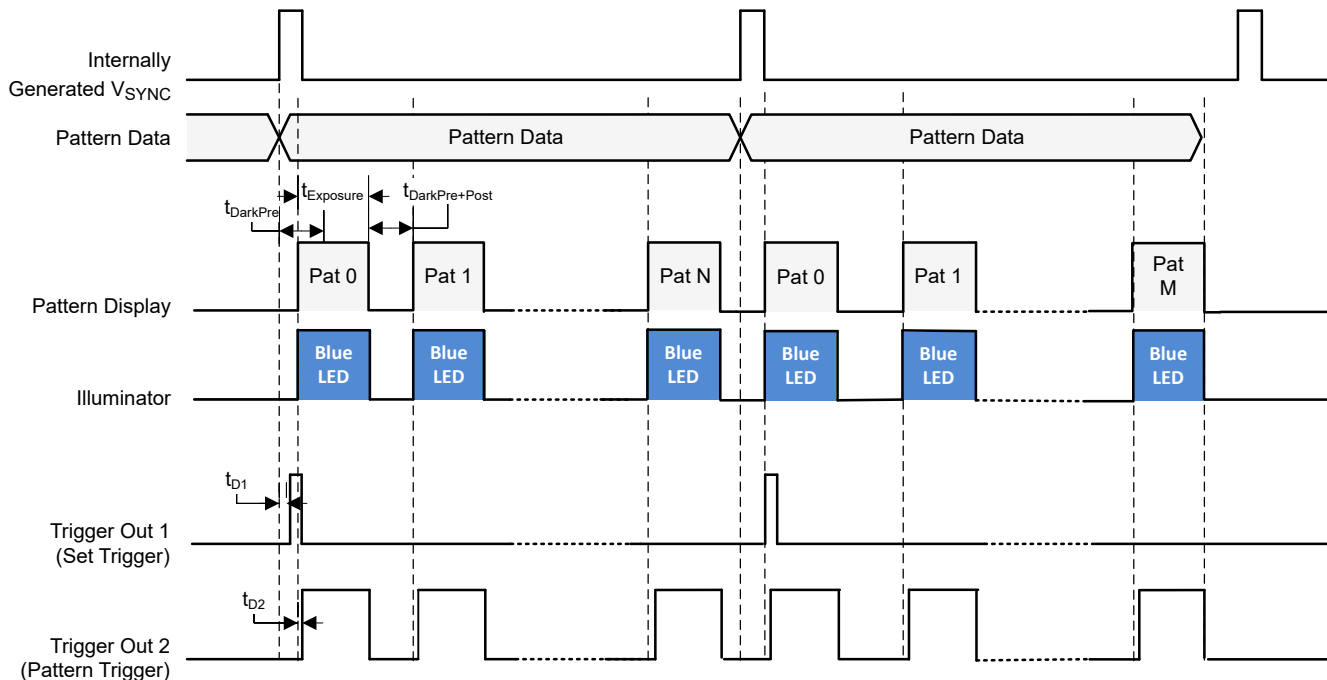 Internally
Generated VSYNC
Pattern Data
Pattern Data
Pattern Data
tExposure
tDarkPre+Post
tDarkPre
Pat 0
Pat 1
Pat N
Pat 0
Pat 1
Pat
M
Pattern Display
Blue
LED
Blue
LED
Blue
LED
Blue
LED
Blue
LED
Blue
LED
Illuminator
tD1
Trigger Out 1
(Set Trigger)
tD2
Trigger Out 2
(Pattern Trigger)